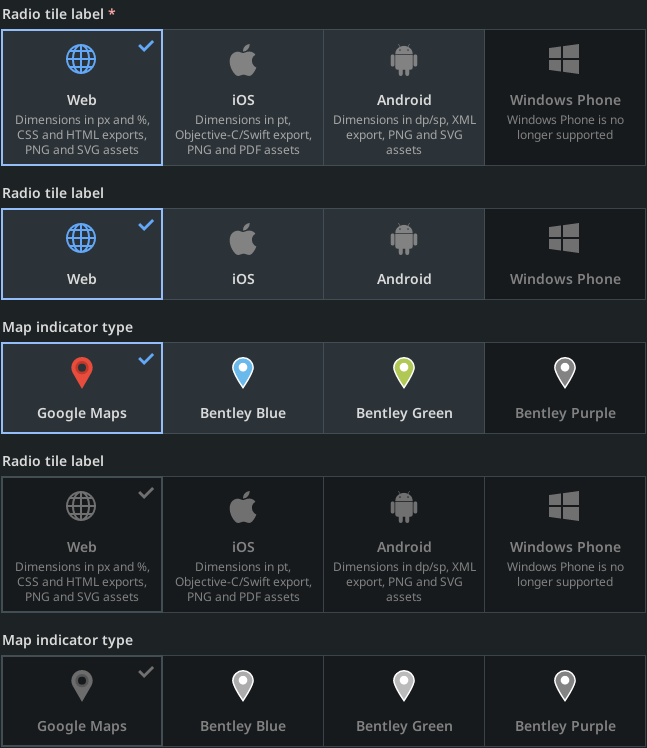 Radio tile label *
Web
Dimensions in px and %,
CSS and HTML exports,
PNG and SVG assets
iOS
Dimensions in pt,
Objective-C/Swift export,
PNG and PDF assets
Android
Dimensions in dp/sp, XML
export, PNG and SVG
assets
Windows Phone
Windows Phone is no
longer supported
Radio tile label
Web
iOS
Android
Windows Phone
Map indicator type
Google Maps
Bentley Blue
Bentley Green
Bentley Purple
Radio tile label
Web
Dimensions in px and %,
CSS and HTML exports,
PNG and SVG assets
iOS
Dimensions in pt,
Objective-C/Swift export,
PNG and PDF assets
Android
Dimensions in dp/sp, XML
export, PNG and SVG
assets
Windows Phone
Windows Phone is no
longer supported
Map indicator type
Google Maps
Bentley Blue
Bentley Green
Bentley Purple